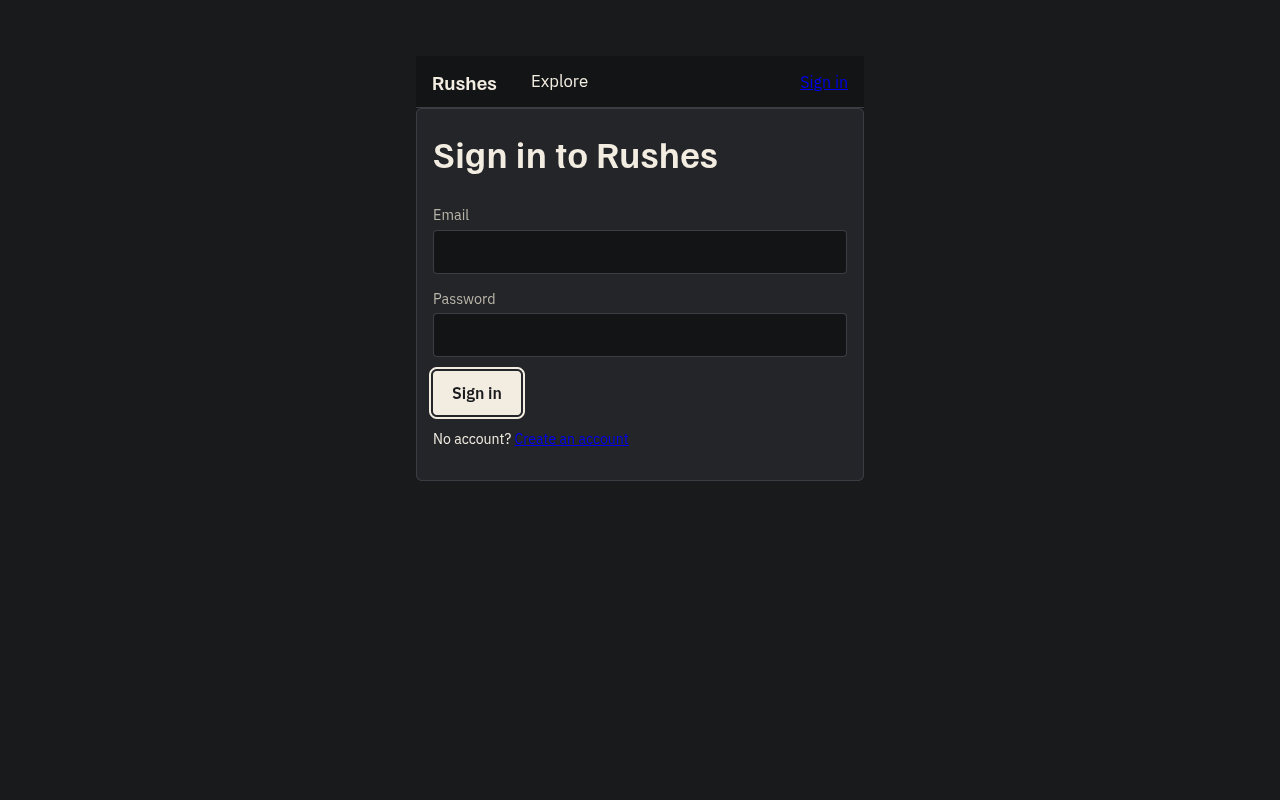 Rushes Explore Sign in
Sign in to Rushes
Email
Password
Sign in
No account? Create an account